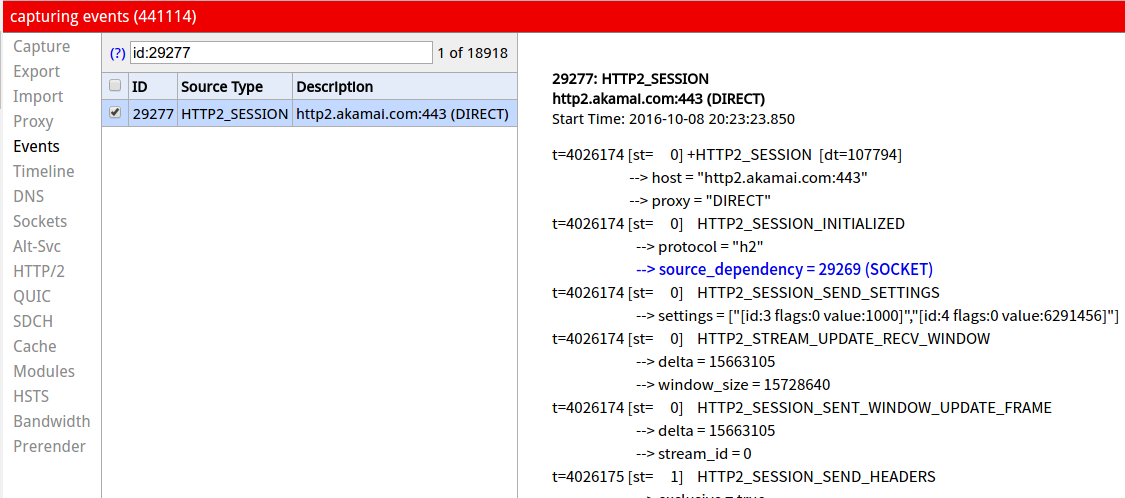 capturing events (441114)
Capture
Export
Import
Proxy
Events
Timeline
DNS
Sockets
Alt-Svc
HTTP/2
QUIC
SDCH
Cache
Modules
HSTS
Bandwidth
Prerender
(?) id:29277 1 of 18918
ID Source Type Description
29277 HTTP2_SESSION http2.akamai.com:443 (DIRECT)
29277: HTTP2_SESSION
http2.akamai.com:443 (DIRECT)
Start Time: 2016-10-08 20:23:23.850
t=4026174 [st= 0] +HTTP2_SESSION [dt=107794]
--> host = "http2.akamai.com:443"
--> proxy = "DIRECT"
t=4026174 [st= 0] HTTP2_SESSION_INITIALIZED
--> protocol = "h2"
--> source_dependency = 29269 (SOCKET)
t=4026174 [st= 0] HTTP2_SESSION_SEND_SETTINGS
--> settings = ["[id:3 flags:0 value:1000]","[id:4 flags:0 value:6291456]"]
t=4026174 [st= 0] HTTP2_STREAM_UPDATE_RECV_WINDOW
--> delta = 15663105
--> window_size = 15728640
t=4026174 [st= 0] HTTP2_SESSION_SENT_WINDOW_UPDATE_FRAME
--> delta = 15663105
--> stream_id = 0
t=4026175 [st= 1] HTTP2_SESSION_SEND_HEADERS